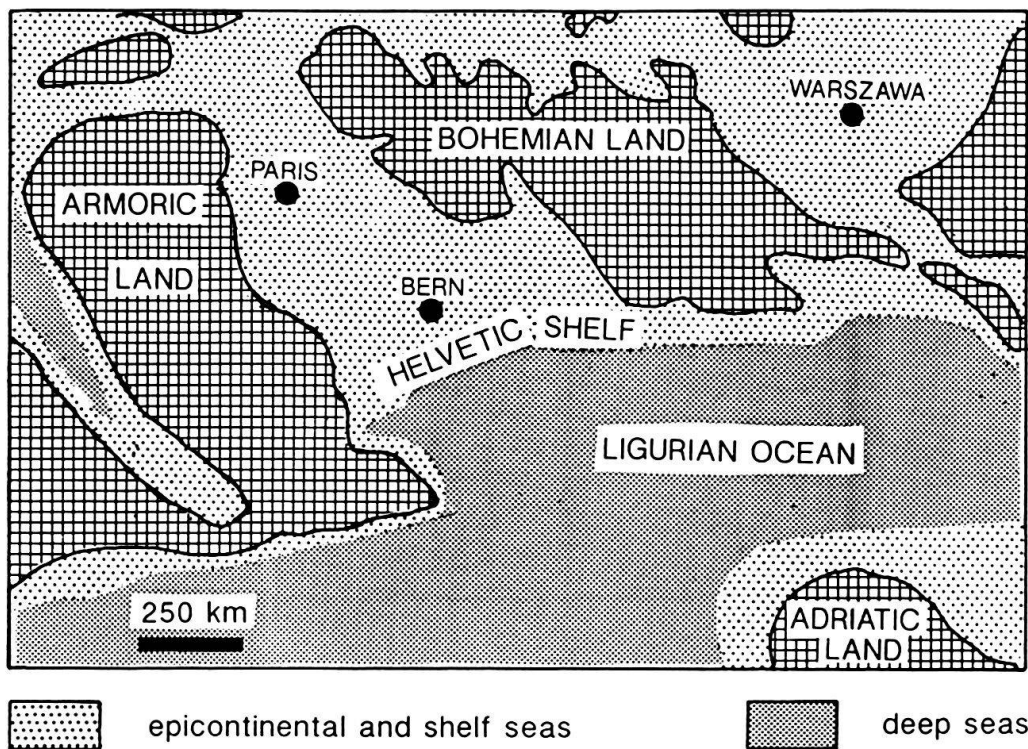 WARSZAWA
BOHEMIAN LAND
PARIS
ARMORIC
LAND
BERN
HELVETIC SHELF
LIGURIAN OCEAN
250 km
ADRIATIC
LAND
epicontinental and shelf seas
deep seas